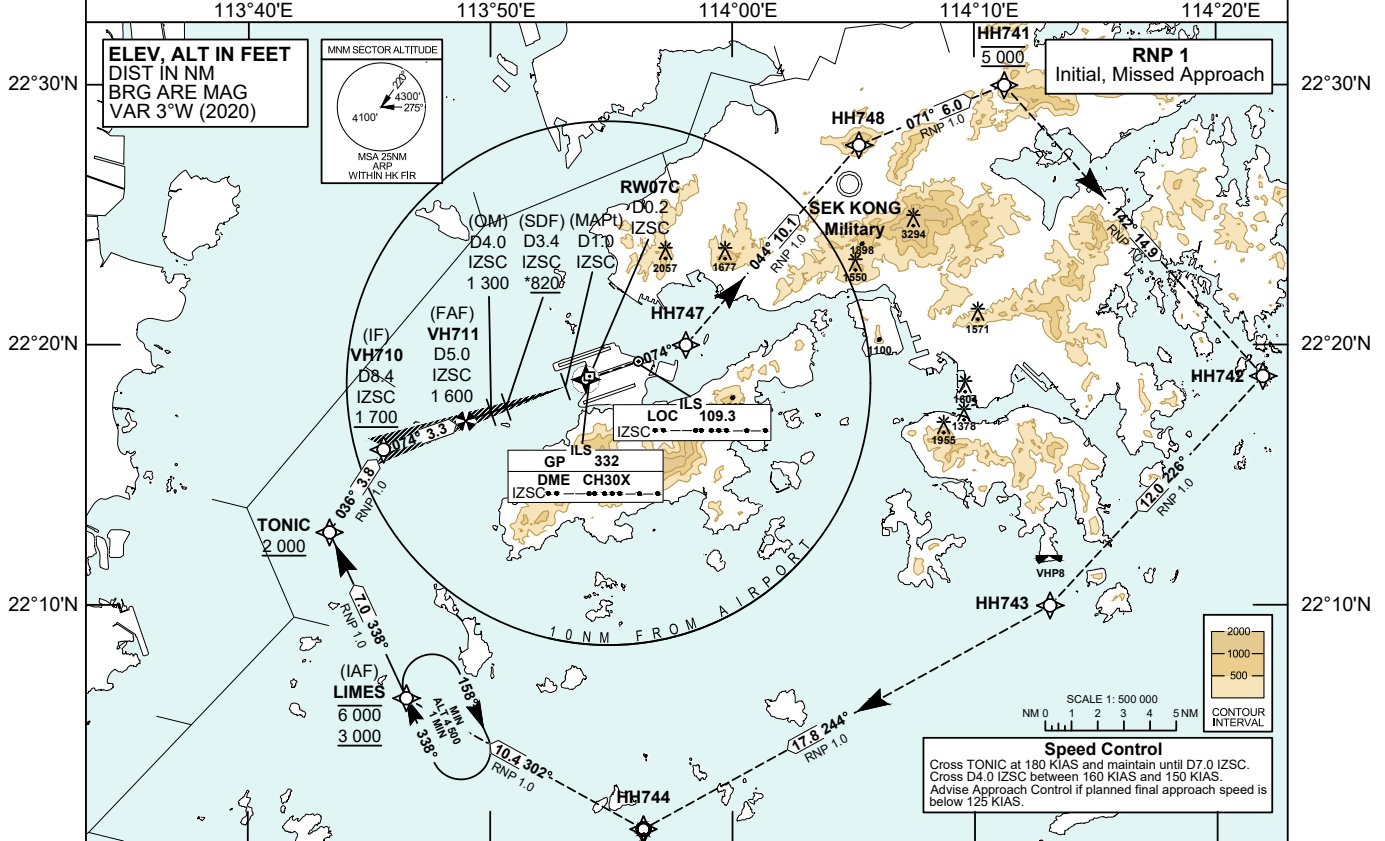 113°40'E
113°50'E
114°00'E
114°10'E
114°20'E
22°30'N
22°20'N
22°10'N
22°30'N
22°20'N
22°10'N
ELEV, ALT IN FEET
DIST IN NM
BRG ARE MAG
VAR 3°W (2020)
MNM SECTOR ALTITUDE
220°
4300'
275°
4100'
MSA 25NM
ARP
WITHIN HK FIR
RNP 1
Initial, Missed Approach
HH741
5 000
071° 6.0
RNP 1.0
HH748
SEK KONG
Military
3294
1898
1550
2057
1677
1571
1100
1604
1378
1955
142° 14.9
RNP 1.0
044° 10.1
RNP 1.0
RW07C
D0.2
IZSC
(MAPt)
D1.0
IZSC
(SDF)
D3.4
IZSC
*820
(OM)
D4.0
IZSC
1 300
(FAF)
VH711
D5.0
IZSC
1 600
(IF)
VH710
D8.4
IZSC
1 700
HH747
074°
074° 3.3
ILS
LOC 109.3
IZSC
ILS
GP 332
DME CH30X
IZSC
036° 3.8
RNP 1.0
TONIC
2 000
7.0 338°
RNP 1.0
(IAF)
LIMES
6 000
3 000
158°
MIN
ALT 4 500
1 MIN
338°
10.4 302°
RNP 1.0
HH744
17.8 244°
RNP 1.0
HH743
12.0 226°
RNP 1.0
HH742
VHP8
10NM FROM AIRPORT
2000
1000
500
CONTOUR
INTERVAL
SCALE 1: 500 000
NM 0 1 2 3 4 5 NM
Speed Control
Cross TONIC at 180 KIAS and maintain until D7.0 IZSC.
Cross D4.0 IZSC between 160 KIAS and 150 KIAS.
Advise Approach Control if planned final approach speed is
below 125 KIAS.